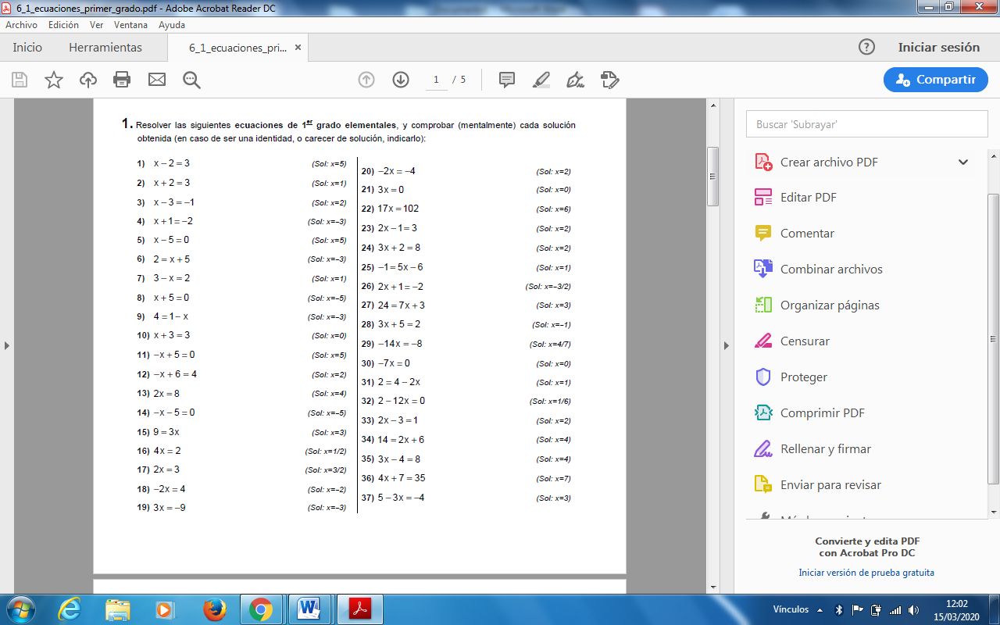 6_1_ecuaciones_primer_grado.pdf - Adobe Acrobat Reader DC
Archivo Edición Ver Ventana Ayuda
Inicio Herramientas 6_1_ecuaciones_pri... × ? Iniciar sesión
1 / 5 Compartir
1. Resolver las siguientes ecuaciones de 1er grado elementales, y comprobar (mentalmente) cada solución
obtenida (en caso de ser una identidad, o carecer de solución, indicarlo):
1) x – 2 = 3 (Sol: x=5)
2) x + 2 = 3 (Sol: x=1)
3) x – 3 = –1 (Sol: x=2)
4) x + 1 = –2 (Sol: x=–3)
5) x – 5 = 0 (Sol: x=5)
6) 2 = x + 5 (Sol: x=–3)
7) 3 – x = 2 (Sol: x=1)
8) x + 5 = 0 (Sol: x=–5)
9) 4 = 1 – x (Sol: x=–3)
10) x + 3 = 3 (Sol: x=0)
11) –x + 5 = 0 (Sol: x=5)
12) –x + 6 = 4 (Sol: x=2)
13) 2x = 8 (Sol: x=4)
14) –x – 5 = 0 (Sol: x=–5)
15) 9 = 3x (Sol: x=3)
16) 4x = 2 (Sol: x=1/2)
17) 2x = 3 (Sol: x=3/2)
18) –2x = 4 (Sol: x=–2)
19) 3x = –9 (Sol: x=–3)
20) –2x = –4 (Sol: x=2)
21) 3x = 0 (Sol: x=0)
22) 17x = 102 (Sol: x=6)
23) 2x – 1 = 3 (Sol: x=2)
24) 3x + 2 = 8 (Sol: x=2)
25) –1 = 5x – 6 (Sol: x=1)
26) 2x + 1 = –2 (Sol: x=–3/2)
27) 24 = 7x + 3 (Sol: x=3)
28) 3x + 5 = 2 (Sol: x=–1)
29) –14x = –8 (Sol: x=4/7)
30) –7x = 0 (Sol: x=0)
31) 2 = 4 – 2x (Sol: x=1)
32) 2 – 12x = 0 (Sol: x=1/6)
33) 2x – 3 = 1 (Sol: x=2)
34) 14 = 2x + 6 (Sol: x=4)
35) 3x – 4 = 8 (Sol: x=4)
36) 4x + 7 = 35 (Sol: x=7)
37) 5 – 3x = –4 (Sol: x=3)
Buscar 'Subrayar'
Crear archivo PDF
Editar PDF
Comentar
Combinar archivos
Organizar páginas
Censurar
Proteger
Comprimir PDF
Rellenar y firmar
Enviar para revisar
Convierte y edita PDF
con Acrobat Pro DC
Iniciar versión de prueba gratuita
Vínculos
12:02
15/03/2020